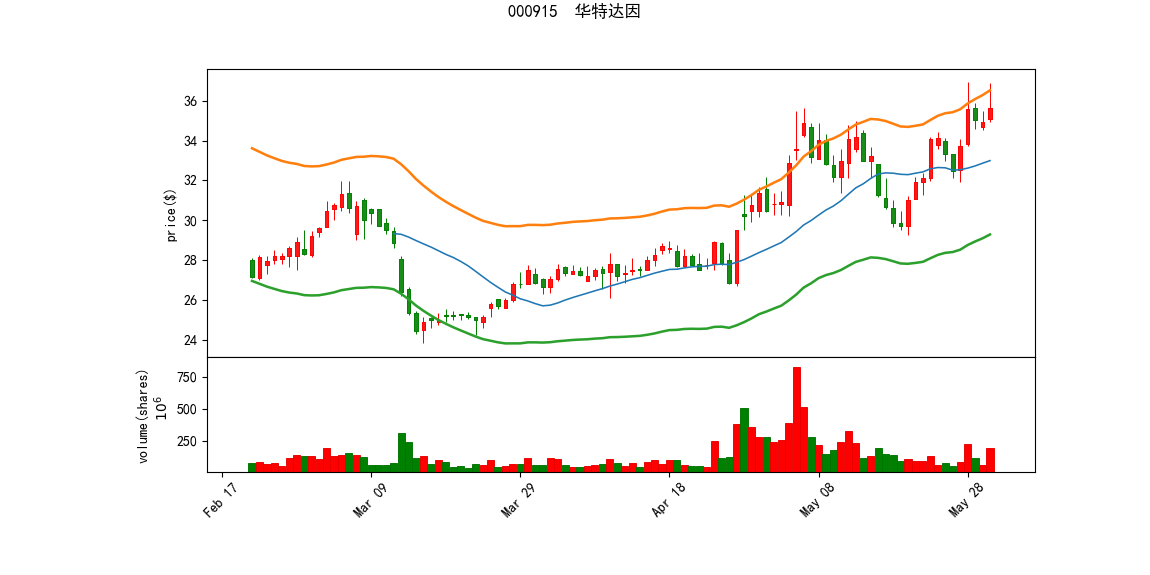 000915 华特达因
36
34
32
30
28
26
24
price($)
750
500
250
volume(shares)
10^6
Feb 17
Mar 09
Mar 29
Apr 18
May 08
May 28